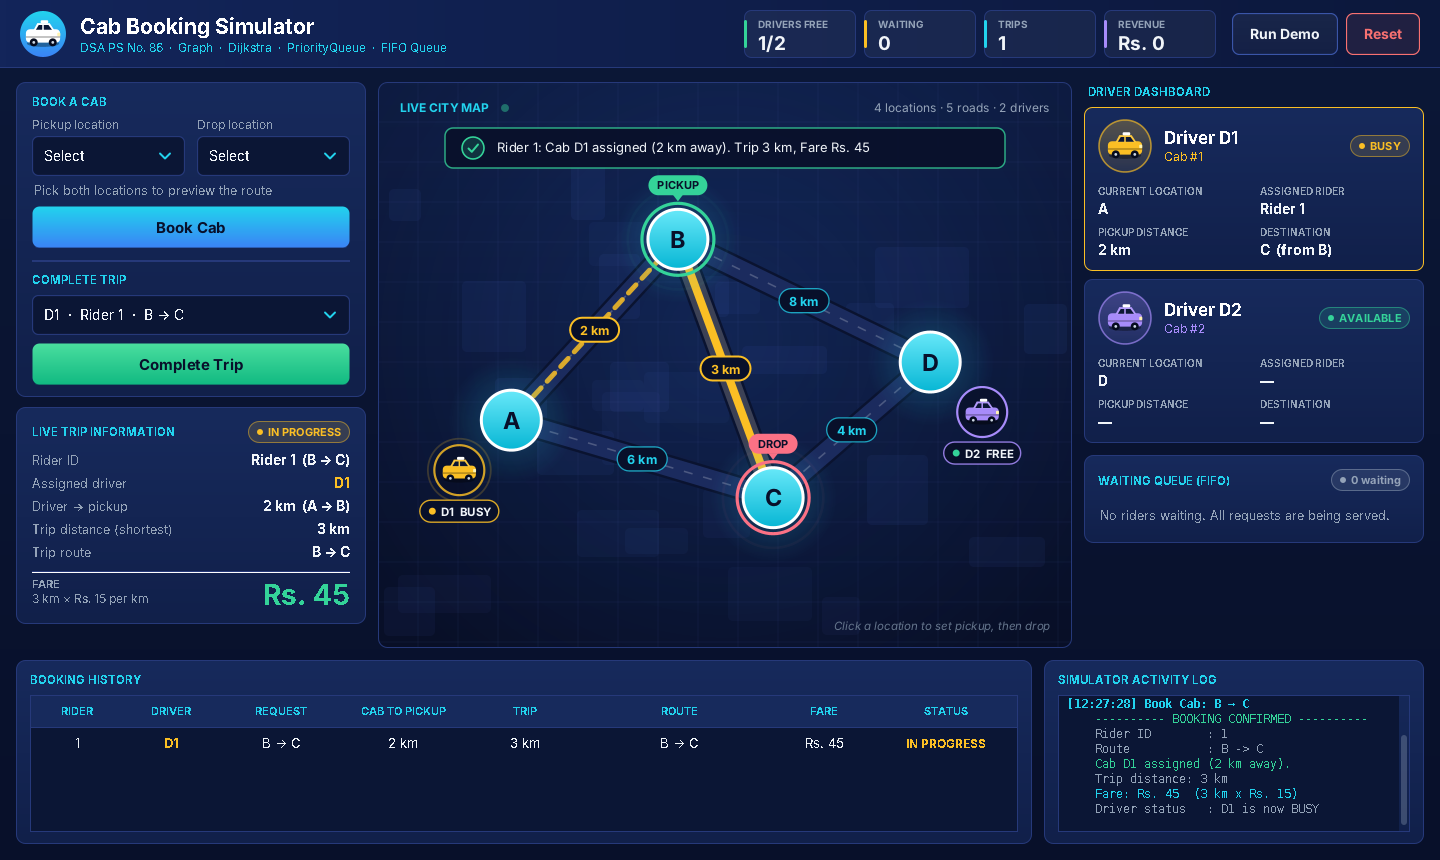 Cab Booking Simulator
DSA PS No. 86 · Graph · Dijkstra · PriorityQueue · FIFO Queue
DRIVERS FREE
1/2
WAITING
0
TRIPS
1
REVENUE
Rs. 0
Run Demo
Reset
BOOK A CAB
Pickup location
Drop location
Select
Select
Pick both locations to preview the route
Book Cab
COMPLETE TRIP
D1 · Rider 1 · B → C
Complete Trip
LIVE TRIP INFORMATION
IN PROGRESS
Rider ID
Rider 1 (B → C)
Assigned driver
D1
Driver → pickup
2 km (A → B)
Trip distance (shortest)
3 km
Trip route
B → C
FARE
3 km × Rs. 15 per km
Rs. 45
LIVE CITY MAP
4 locations · 5 roads · 2 drivers
Rider 1: Cab D1 assigned (2 km away). Trip 3 km, Fare Rs. 45
PICKUP
B
8 km
2 km
3 km
D
A
D2 FREE
4 km
DROP
6 km
C
D1 BUSY
Click a location to set pickup, then drop
DRIVER DASHBOARD
Driver D1
Cab #1
BUSY
CURRENT LOCATION
ASSIGNED RIDER
A
Rider 1
PICKUP DISTANCE
DESTINATION
2 km
C (from B)
Driver D2
Cab #2
AVAILABLE
CURRENT LOCATION
ASSIGNED RIDER
D
—
PICKUP DISTANCE
DESTINATION
—
—
WAITING QUEUE (FIFO)
0 waiting
No riders waiting. All requests are being served.
BOOKING HISTORY
RIDER DRIVER REQUEST CAB TO PICKUP TRIP ROUTE FARE STATUS
1 D1 B → C 2 km 3 km B → C Rs. 45 IN PROGRESS
SIMULATOR ACTIVITY LOG
[12:27:28] Book Cab: B → C
---------- BOOKING CONFIRMED ----------
Rider ID : 1
Route : B -> C
Cab D1 assigned (2 km away).
Trip distance: 3 km
Fare: Rs. 45 (3 km x Rs. 15)
Driver status : D1 is now BUSY